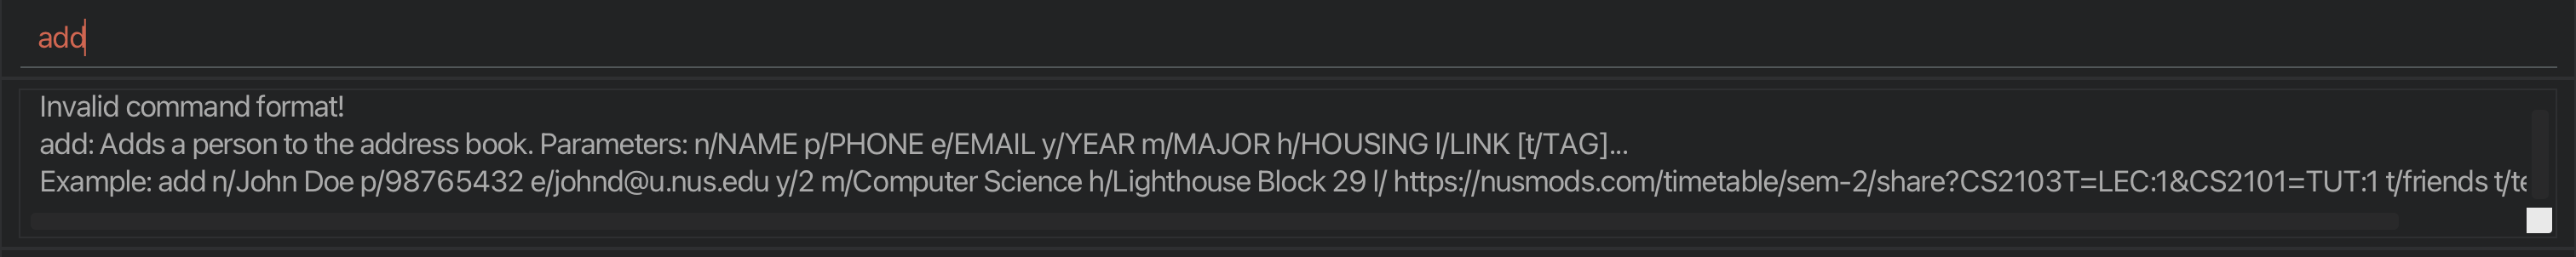 add
Invalid command format!
add: Adds a person to the address book. Parameters: n/NAME p/PHONE e/EMAIL y/YEAR m/MAJOR h/HOUSING l/LINK [t/TAG]...
Example: add n/John Doe p/98765432 e/johnd@u.nus.edu y/2 m/Computer Science h/Lighthouse Block 29 l/ https://nusmods.com/timetable/sem-2/share?CS2103T=LEC:1&CS2101=TUT:1 t/friends